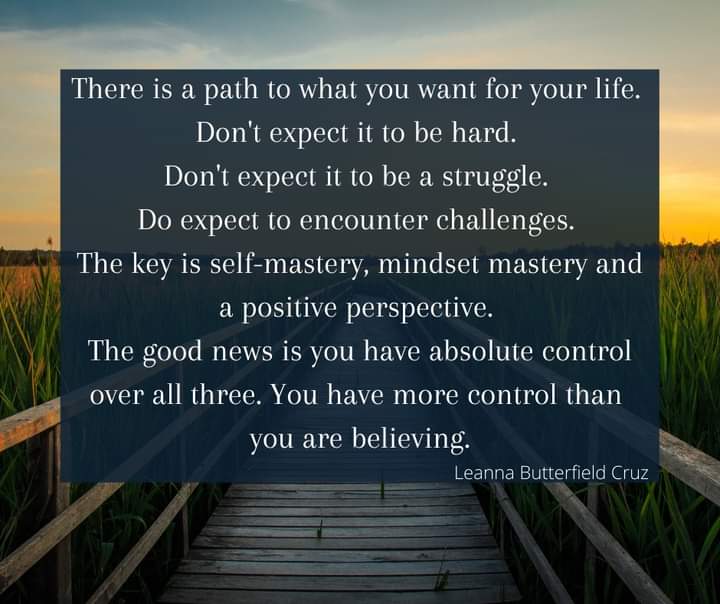 There is a path to what you want for your life.
Don't expect it to be hard.
Don't expect it to be a struggle.
Do expect to encounter challenges.
The key is self-mastery, mindset mastery and
a positive perspective.
The good news is you have absolute control
over all three. You have more control than
you are believing.
Leanna Butterfield Cruz